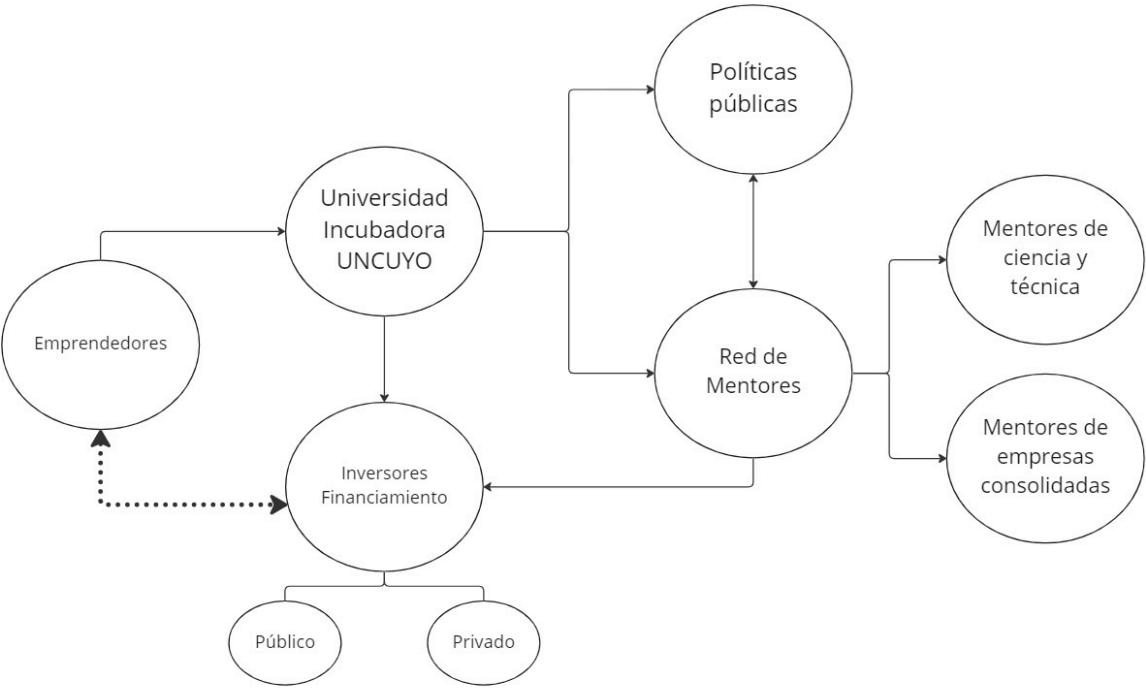 Políticas
públicas
Universidad
Incubadora
UNCUYO
Mentores de
ciencia y
técnica
Emprendedores
Red de
Mentores
Mentores de
empresas
consolidadas
Inversores
Financiamiento
Público
Privado